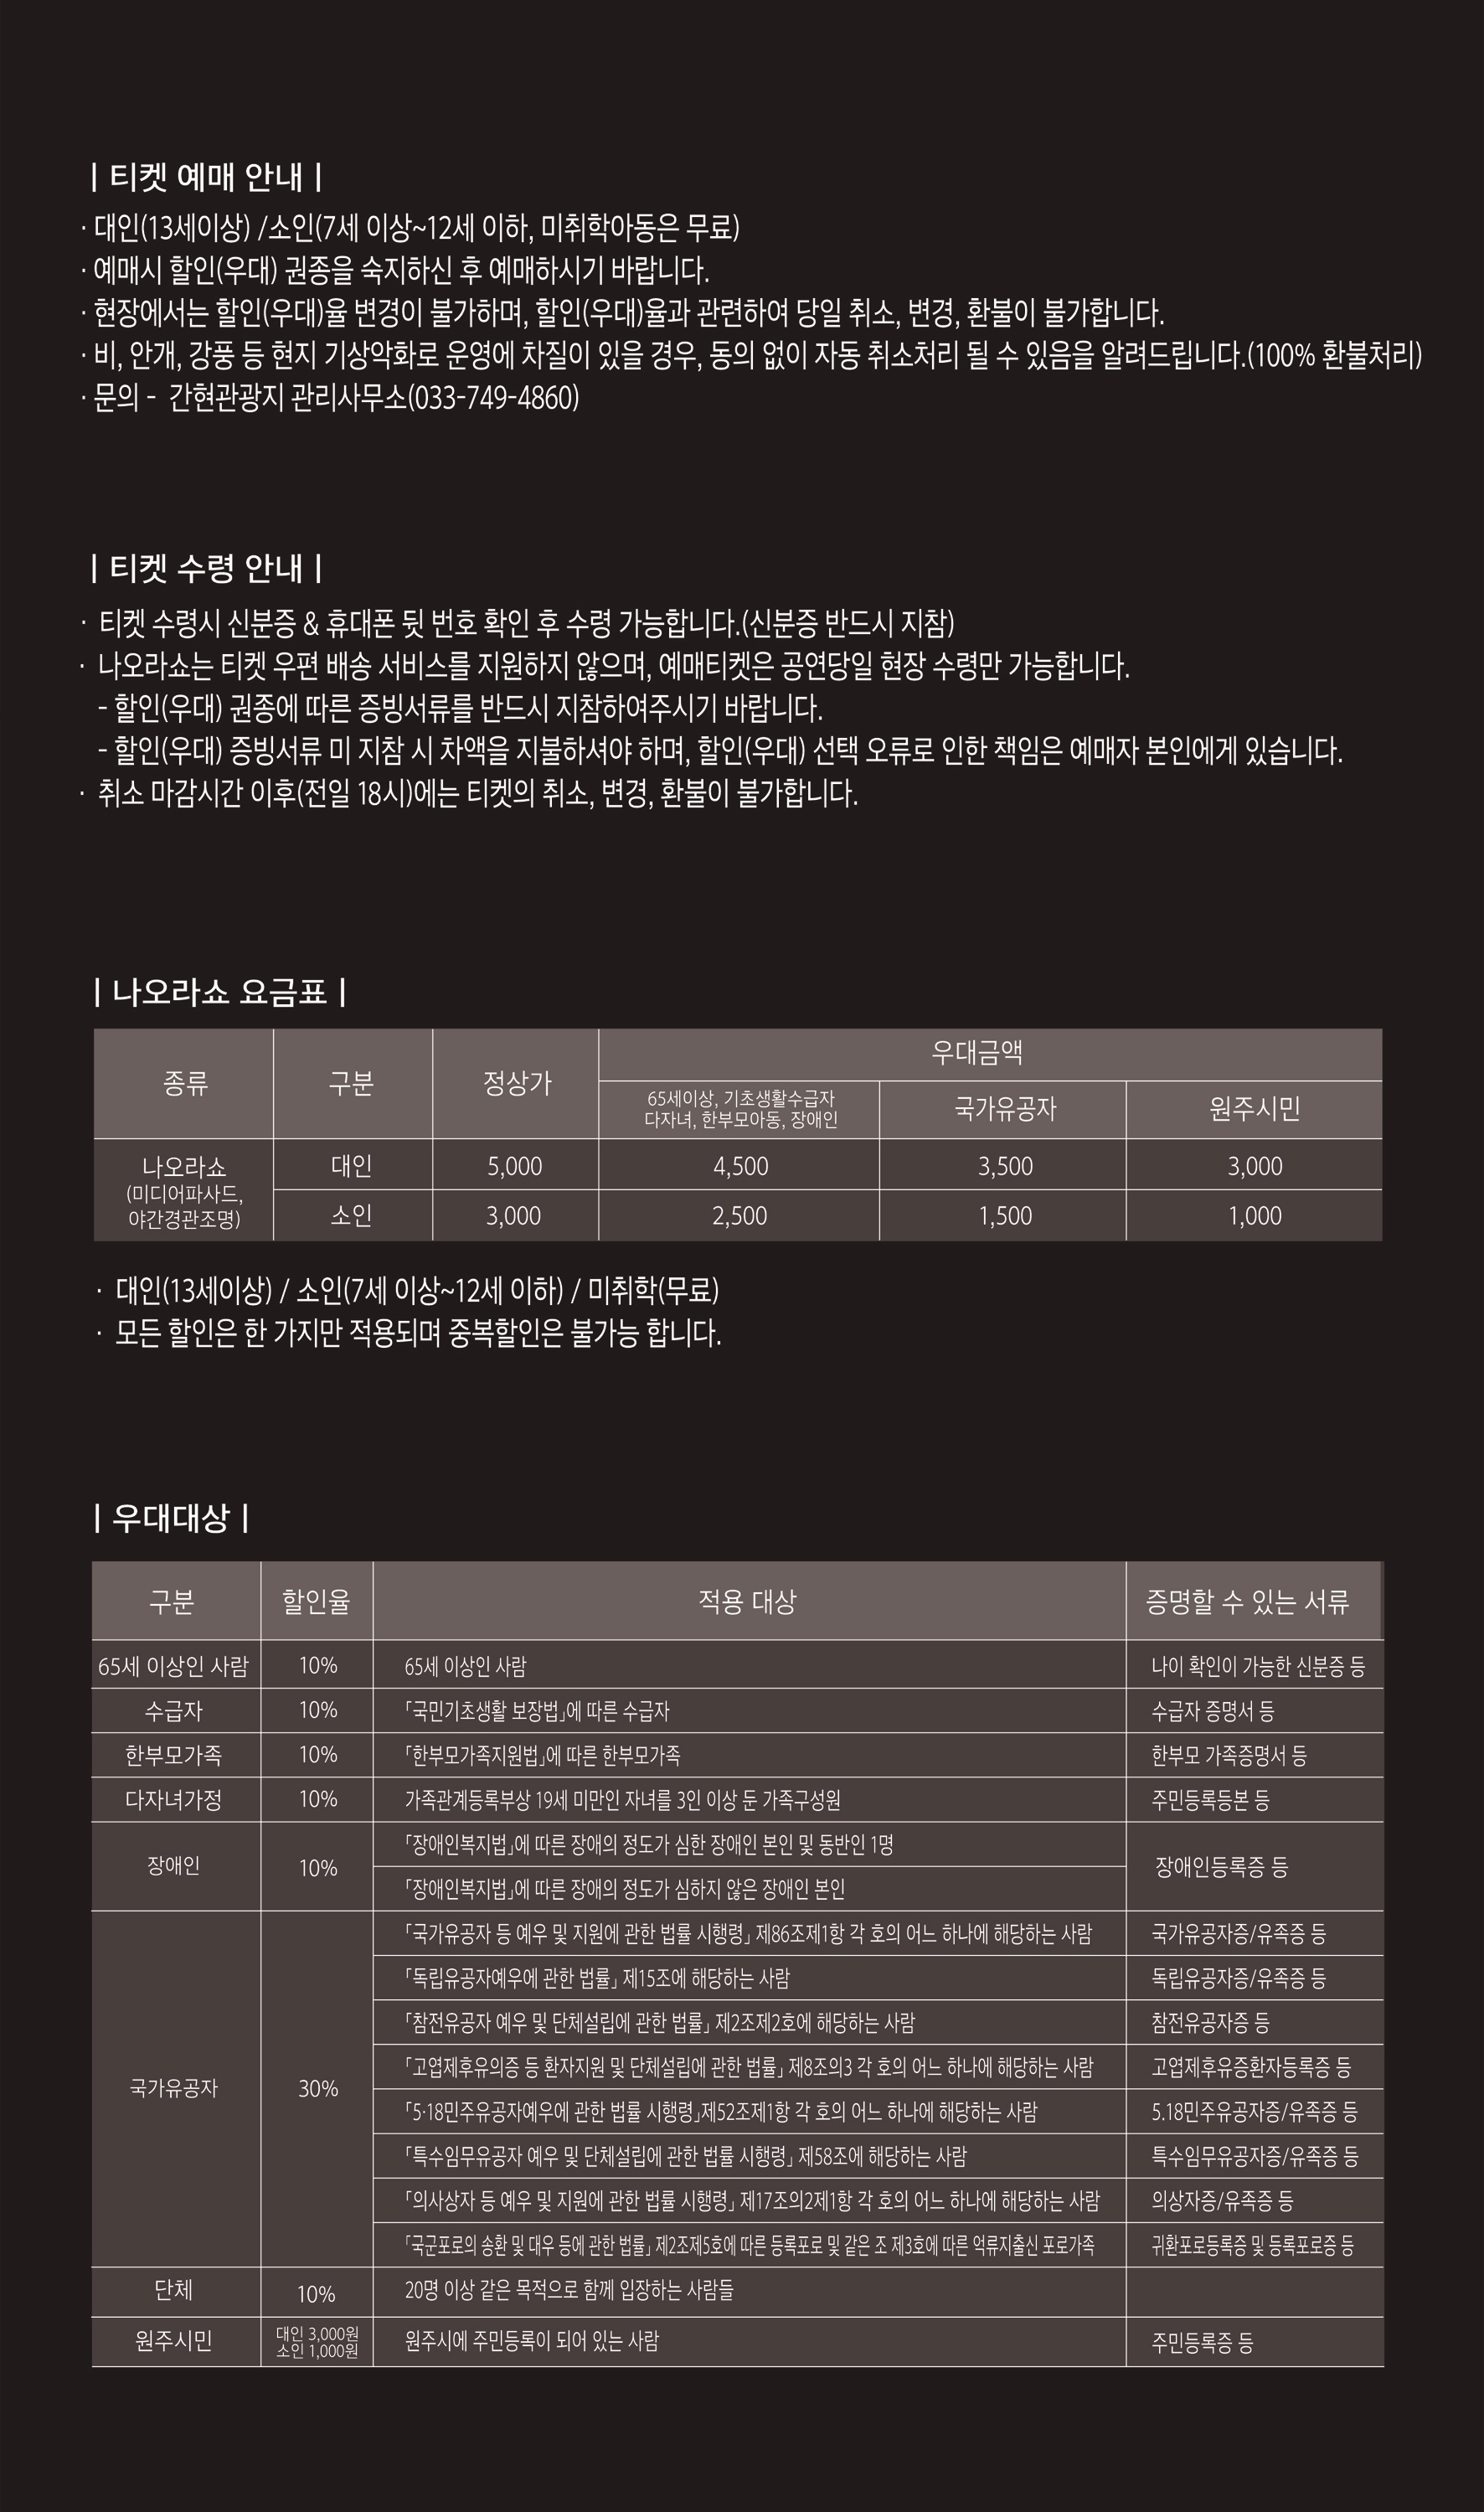 | 티켓 예매 안내 |
· 대인(13세이상) /소인(7세 이상~12세 이하, 미취학아동은 무료)
· 예매시 할인(우대) 권종을 숙지하신 후 예매하시기 바랍니다.
· 현장에서는 할인(우대)율 변경이 불가하며, 할인(우대)율과 관련하여 당일 취소, 변경, 환불이 불가합니다.
· 비, 안개, 강풍 등 현지 기상악화로 운영에 차질이 있을 경우, 동의 없이 자동 취소처리 될 수 있음을 알려드립니다.(100% 환불처리)
· 문의 - 간현관광지 관리사무소(033-749-4860)
| 티켓 수령 안내 |
· 티켓 수령시 신분증 & 휴대폰 뒷 번호 확인 후 수령 가능합니다.(신분증 반드시 지참)
· 나오라쇼는 티켓 우편 배송 서비스를 지원하지 않으며, 예매티켓은 공연당일 현장 수령만 가능합니다.
- 할인(우대) 권종에 따른 증빙서류를 반드시 지참하여주시기 바랍니다.
- 할인(우대) 증빙서류 미 지참 시 차액을 지불하셔야 하며, 할인(우대) 선택 오류로 인한 책임은 예매자 본인에게 있습니다.
· 취소 마감시간 이후(전일 18시)에는 티켓의 취소, 변경, 환불이 불가합니다.
| 나오라쇼 요금표 |
종류 구분 정상가 우대금액
65세이상, 기초생활수급자
다자녀, 한부모아동, 장애인
국가유공자 원주시민
나오라쇼
(미디어파사드,
야간경관조명)
대인 5,000 4,500 3,500 3,000
소인 3,000 2,500 1,500 1,000
· 대인(13세이상) / 소인(7세 이상~12세 이하) / 미취학(무료)
· 모든 할인은 한 가지만 적용되며 중복할인은 불가능 합니다.
| 우대대상 |
구분 할인율 적용 대상 증명할 수 있는 서류
65세 이상인 사람 10% 65세 이상인 사람 나이 확인이 가능한 신분증 등
수급자 10% 「국민기초생활 보장법」에 따른 수급자 수급자 증명서 등
한부모가족 10% 「한부모가족지원법」에 따른 한부모가족 한부모 가족증명서 등
다자녀가정 10% 가족관계등록부상 19세 미만인 자녀를 3인 이상 둔 가족구성원 주민등록등본 등
장애인 10% 「장애인복지법」에 따른 장애의 정도가 심한 장애인 본인 및 동반인 1명 장애인등록증 등
「장애인복지법」에 따른 장애의 정도가 심하지 않은 장애인 본인
국가유공자 30% 「국가유공자 등 예우 및 지원에 관한 법률 시행령」 제86조제1항 각 호의 어느 하나에 해당하는 사람 국가유공자증/유족증 등
「독립유공자예우에 관한 법률」 제15조에 해당하는 사람 독립유공자증/유족증 등
「참전유공자 예우 및 단체설립에 관한 법률」 제2조제2호에 해당하는 사람 참전유공자증 등
「고엽제후유의증 등 환자지원 및 단체설립에 관한 법률」 제8조의3 각 호의 어느 하나에 해당하는 사람 고엽제후유증환자등록증 등
「5·18민주유공자예우에 관한 법률 시행령」제52조제1항 각 호의 어느 하나에 해당하는 사람 5.18민주유공자증/유족증 등
「특수임무유공자 예우 및 단체설립에 관한 법률 시행령」 제58조에 해당하는 사람 특수임무유공자증/유족증 등
「의사상자 등 예우 및 지원에 관한 법률 시행령」 제17조의2제1항 각 호의 어느 하나에 해당하는 사람 의상자증/유족증 등
「국군포로의 송환 및 대우 등에 관한 법률」 제2조제5호에 따른 등록포로 및 같은 조 제3호에 따른 억류지출신 포로가족 귀환포로등록증 및 등록포로증 등
단체 10% 20명 이상 같은 목적으로 함께 입장하는 사람들
원주시민 대인 3,000원
소인 1,000원
원주시에 주민등록이 되어 있는 사람 주민등록증 등